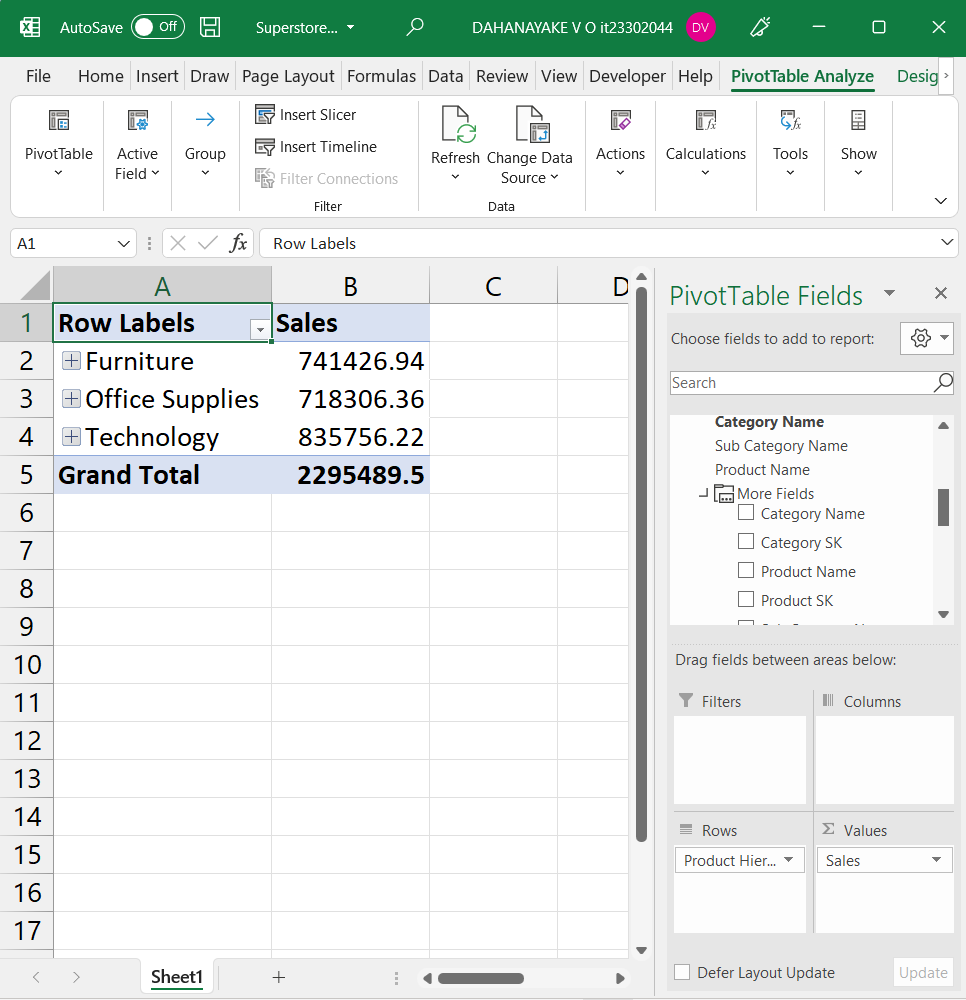 AutoSave Off Superstore... DAHANAYAKE V O it23302044 DV
File Home Insert Draw Page Layout Formulas Data Review View Developer Help PivotTable Analyze Desig
PivotTable
Active Field
Group
Insert Slicer
Insert Timeline
Filter Connections
Filter
Refresh
Change Data Source
Data
Actions
Calculations
Tools
Show
A1 fx Row Labels
A B C D
1 Row Labels Sales
2 Furniture 741426.94
3 Office Supplies 718306.36
4 Technology 835756.22
5 Grand Total 2295489.5
6
7
8
9
10
11
12
13
14
15
16
17
Sheet1
PivotTable Fields
Choose fields to add to report:
Search
Category Name
Sub Category Name
Product Name
More Fields
Category Name
Category SK
Product Name
Product SK
Drag fields between areas below:
Filters
Columns
Rows
Σ Values
Product Hier...
Sales
Defer Layout Update
Update